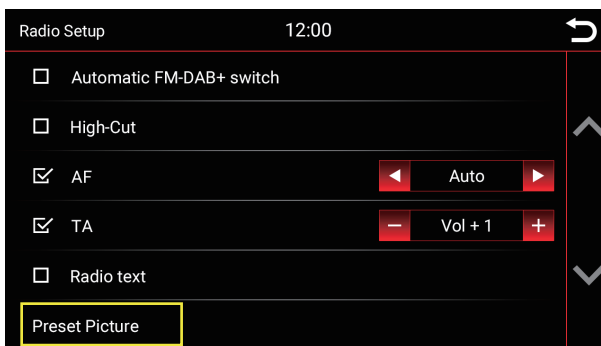 Radio Setup 12:00
Automatic FM-DAB+ switch
High-Cut
AF Auto
TA Vol + 1
Radio text
Preset Picture